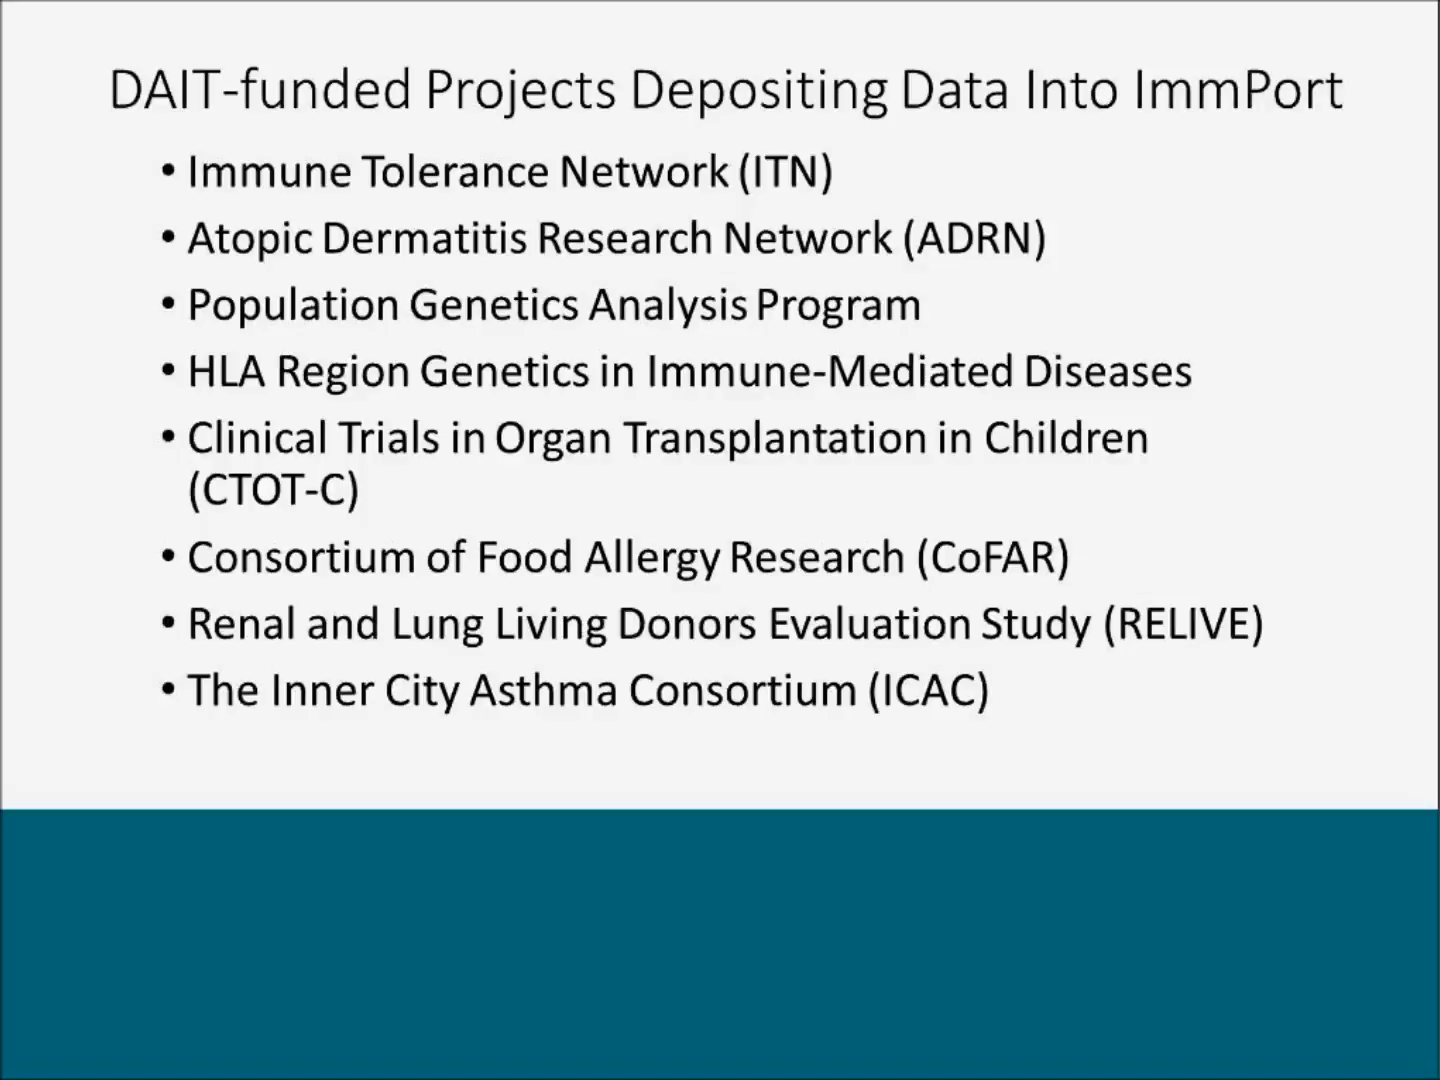 DAIT-funded Projects Depositing Data Into ImmPort
• Immune Tolerance Network (ITN)
• Atopic Dermatitis Research Network (ADRN)
• Population Genetics Analysis Program
• HLA Region Genetics in Immune-Mediated Diseases
• Clinical Trials in Organ Transplantation in Children
(CTOT-C)
• Consortium of Food Allergy Research (CoFAR)
• Renal and Lung Living Donors Evaluation Study (RELIVE)
• The Inner City Asthma Consortium (ICAC)